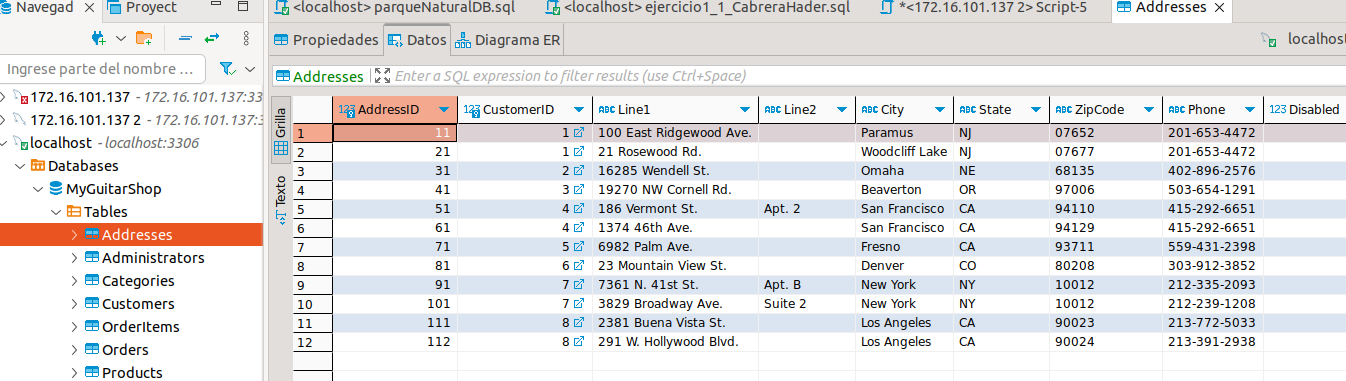 Navegad Project
<localhost> parqueNaturalDB.sql <localhost> ejercicio1_1_CabreraHader.sql *<172.16.101.137 2> Script-5 Addresses
Propiedades Datos Diagrama ER localhost
Ingrese parte del nombre ...
Addresses Enter a SQL expression to filter results (use Ctrl+Space)
172.16.101.137 - 172.16.101.137:33
172.16.101.137 2 - 172.16.101.137:3
localhost - localhost:3306
Databases
MyGuitarShop
Tables
Addresses
Administrators
Categories
Customers
OrderItems
Orders
Products
Grilla
Texto
123 AddressID 123 CustomerID ABC Line1 ABC Line2 ABC City ABC State ABC ZipCode ABC Phone 123 Disabled
1 11 1 100 East Ridgewood Ave. Paramus NJ 07652 201-653-4472
2 21 1 21 Rosewood Rd. Woodcliff Lake NJ 07677 201-653-4472
3 31 2 16285 Wendell St. Omaha NE 68135 402-896-2576
4 41 3 19270 NW Cornell Rd. Beaverton OR 97006 503-654-1291
5 51 4 186 Vermont St. Apt. 2 San Francisco CA 94110 415-292-6651
6 61 4 1374 46th Ave. San Francisco CA 94129 415-292-6651
7 71 5 6982 Palm Ave. Fresno CA 93711 559-431-2398
8 81 6 23 Mountain View St. Denver CO 80208 303-912-3852
9 91 7 7361 N. 41st St. Apt. B New York NY 10012 212-335-2093
10 101 7 3829 Broadway Ave. Suite 2 New York NY 10012 212-239-1208
11 111 8 2381 Buena Vista St. Los Angeles CA 90023 213-772-5033
12 112 8 291 W. Hollywood Blvd. Los Angeles CA 90024 213-391-2938